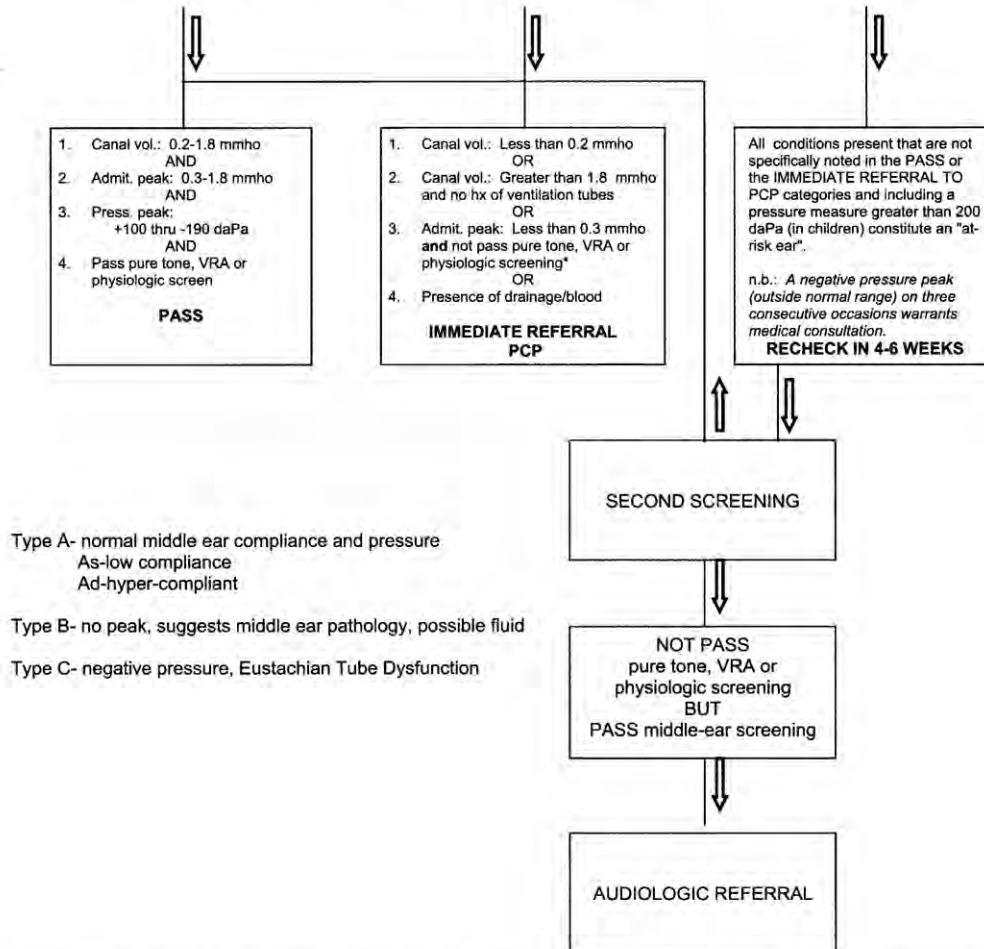 1. Canal vol.: 0.2-1.8 mmho
AND
2. Admit. peak: 0.3-1.8 mmho
AND
3. Press. peak:
+100 thru -190 daPa
AND
4. Pass pure tone, VRA or
physiologic screen
PASS
1. Canal vol.: Less than 0.2 mmho
OR
2. Canal vol.: Greater than 1.8 mmho
and no hx of ventilation tubes
OR
3. Admit. peak: Less than 0.3 mmho
and not pass pure tone, VRA or
physiologic screening*
OR
4. Presence of drainage/blood
IMMEDIATE REFERRAL
PCP
All conditions present that are not
specifically noted in the PASS or
the IMMEDIATE REFERRAL TO
PCP categories and including a
pressure measure greater than 200
daPa (in children) constitute an "at-
risk ear".
n.b.: A negative pressure peak
(outside normal range) on three
consecutive occasions warrants
medical consultation.
RECHECK IN 4-6 WEEKS
SECOND SCREENING
Type A- normal middle ear compliance and pressure
As-low compliance
Ad-hyper-compliant
Type B- no peak, suggests middle ear pathology, possible fluid
Type C- negative pressure, Eustachian Tube Dysfunction
NOT PASS
pure tone, VRA or
physiologic screening
BUT
PASS middle-ear screening
AUDIOLOGIC REFERRAL